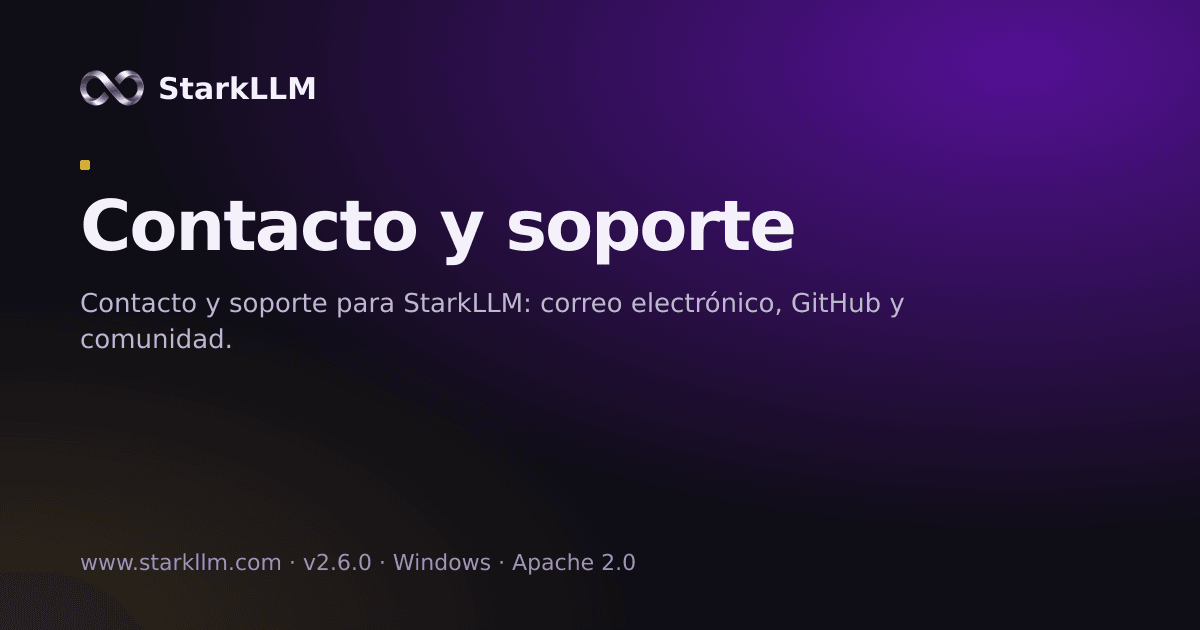 StarkLLM
Contacto y soporte
Contacto y soporte para StarkLLM: correo electrónico, GitHub y
comunidad.
www.starkllm.com · v2.6.0 · Windows · Apache 2.0